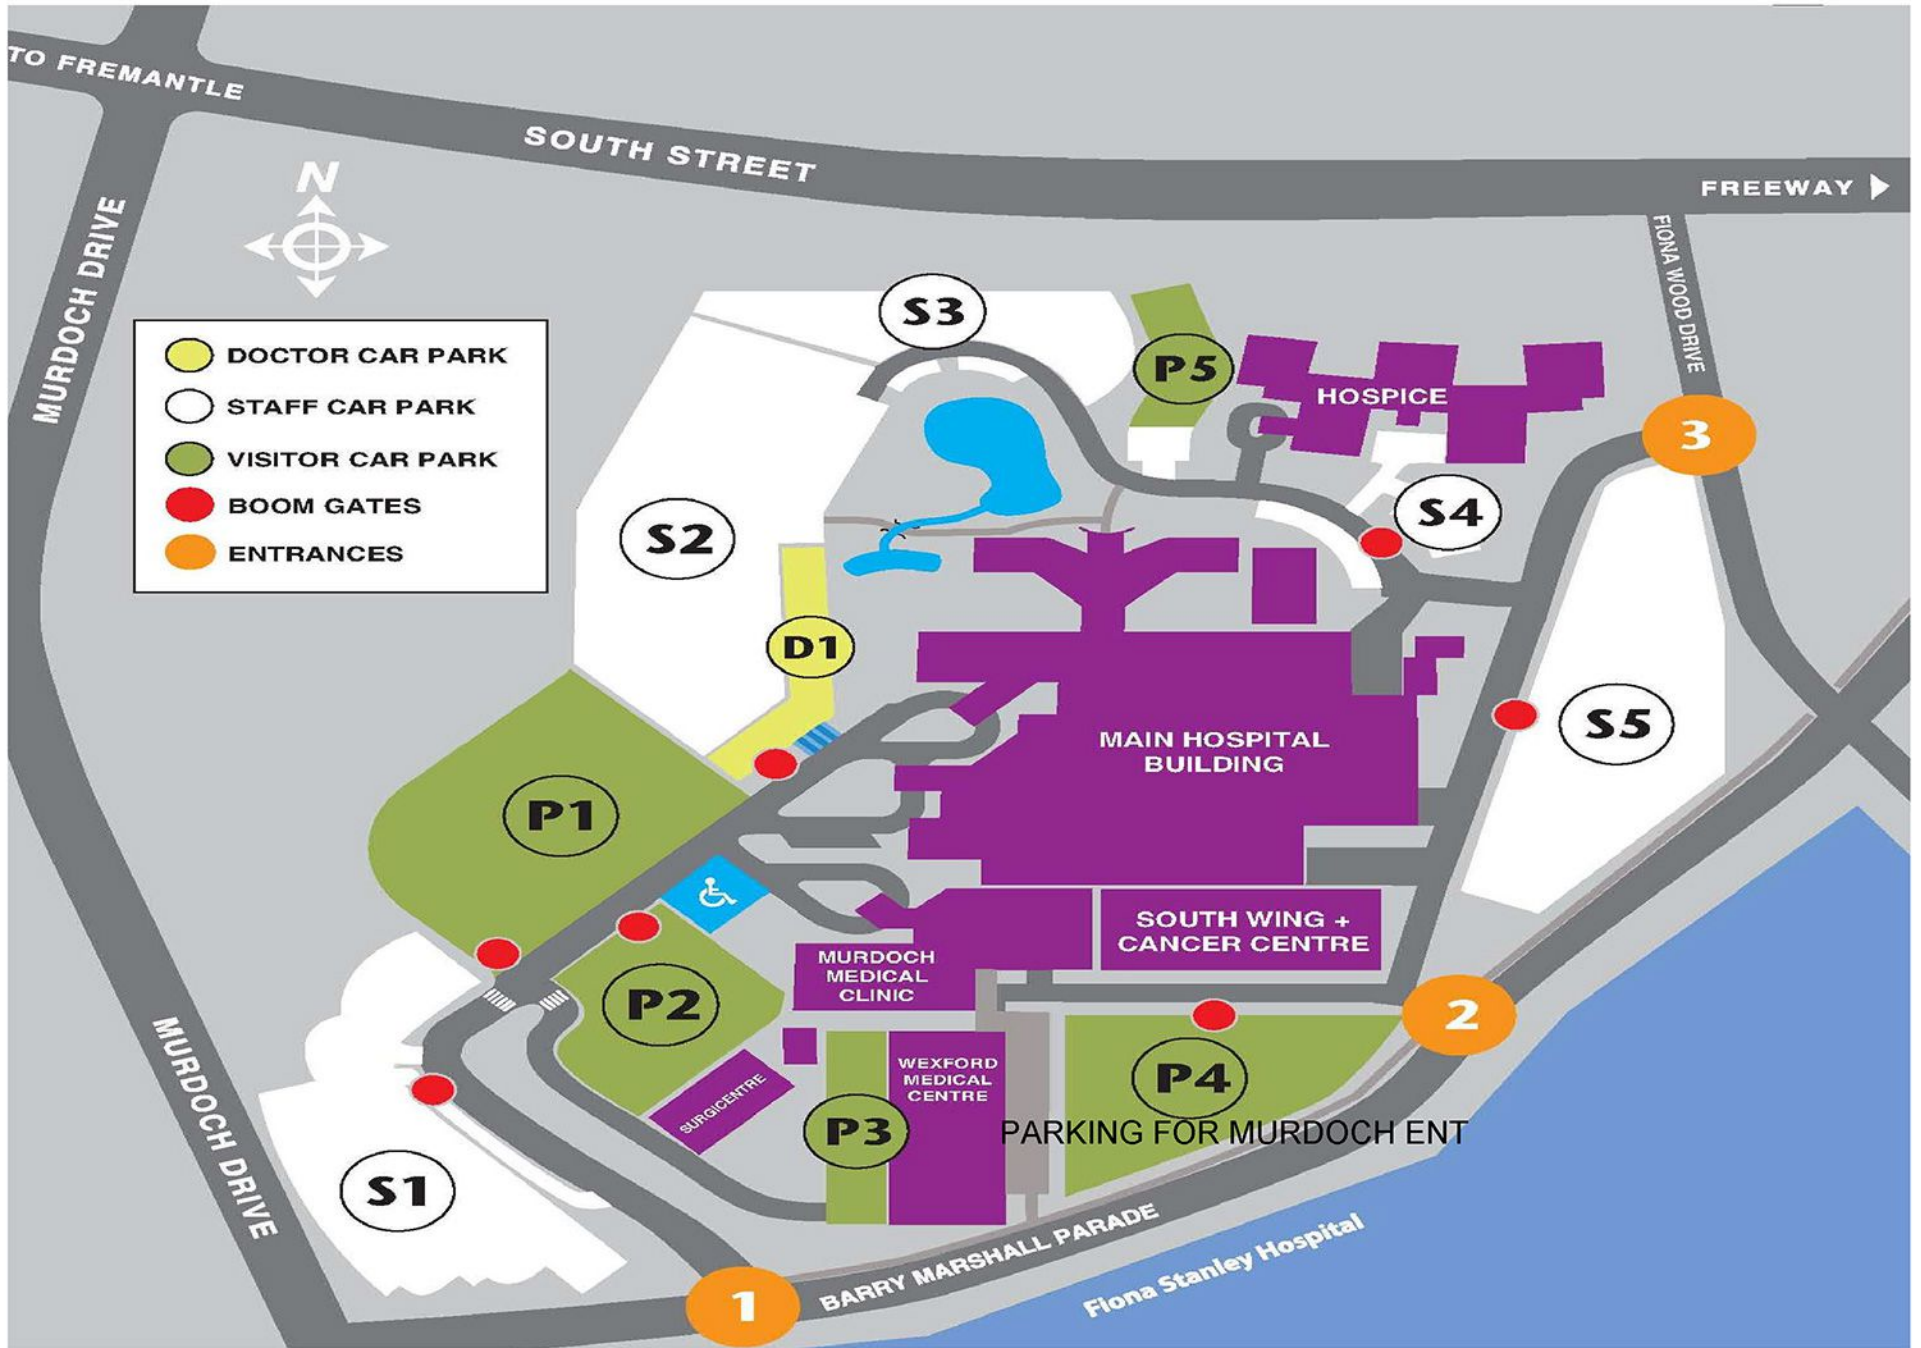 TO FREMANTLE
SOUTH STREET
FREEWAY
N
MURDOCH DRIVE
FIONA WOOD DRIVE
DOCTOR CAR PARK
STAFF CAR PARK
VISITOR CAR PARK
BOOM GATES
ENTRANCES
S3
P5
HOSPICE
3
S4
S2
D1
S5
MAIN HOSPITAL
BUILDING
P1
SOUTH WING +
CANCER CENTRE
MURDOCH
MEDICAL
CLINIC
P2
2
WEXFORD
MEDICAL
CENTRE
P4
SURGICENTRE
P3
PARKING FOR MURDOCH ENT
MURDOCH DRIVE
S1
BARRY MARSHALL PARADE
Fiona Stanley Hospital
1